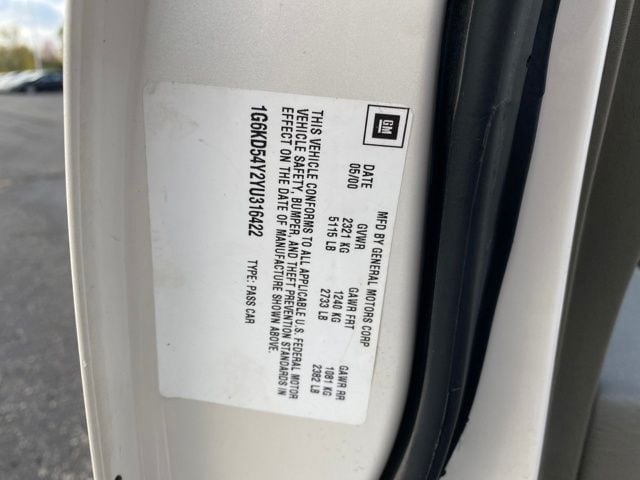 GM
MFD BY GENERAL MOTORS CORP
DATE GVWR GAWR FRT GAWR RR
05/00 2321 KG 1240 KG 1081 KG
5115 LB 2733 LB 2382 LB
THIS VEHICLE CONFORMS TO ALL APPLICABLE U.S. FEDERAL MOTOR
VEHICLE SAFETY, BUMPER, AND THEFT PREVENTION STANDARDS IN
EFFECT ON THE DATE OF MANUFACTURE SHOWN ABOVE.
1G6KD54Y2YU316422 TYPE: PASS CAR